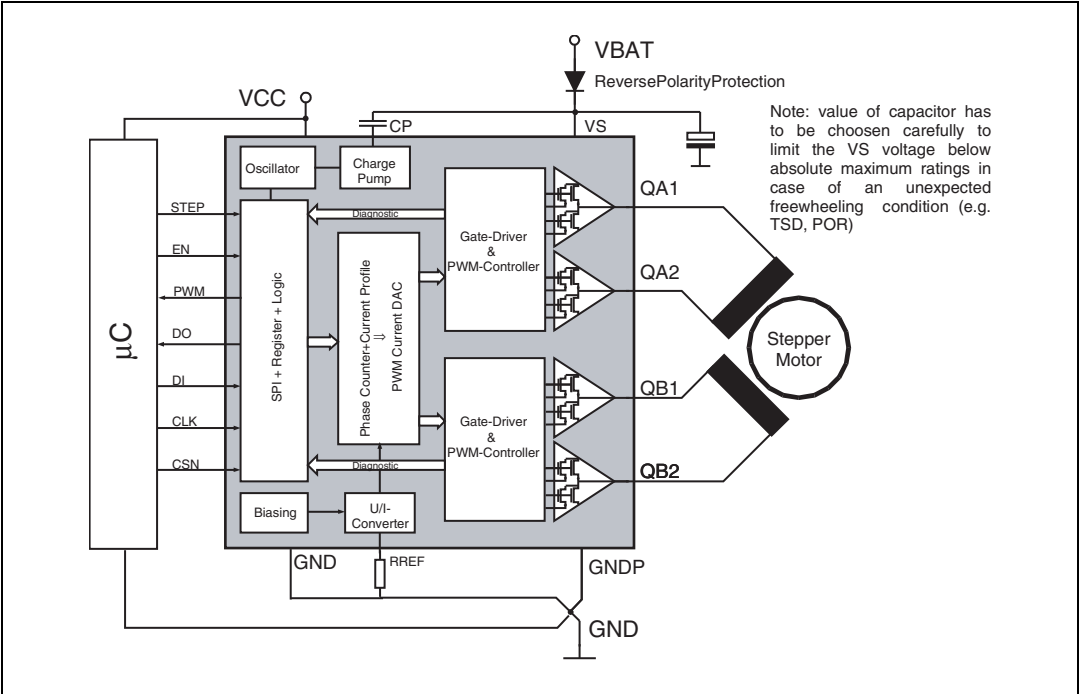 VBAT
ReversePolarityProtection
VCC
CP
VS
Note: value of capacitor has
to be choosen carefully to
limit the VS voltage below
absolute maximum ratings in
case of an unexpected
freewheeling condition (e.g.
TSD, POR)
Oscillator
Charge
Pump
µC
STEP
EN
PWM
DO
DI
CLK
CSN
SPI + Register + Logic
Diagnostic
Phase Counter+Current Profile
⇒
PWM Current DAC
Gate-Driver
&
PWM-Controller
QA1
QA2
Stepper
Motor
Gate-Driver
&
PWM-Controller
QB1
QB2
Diagnostic
Biasing
U/I-
Converter
GND
RREF
GNDP
GND